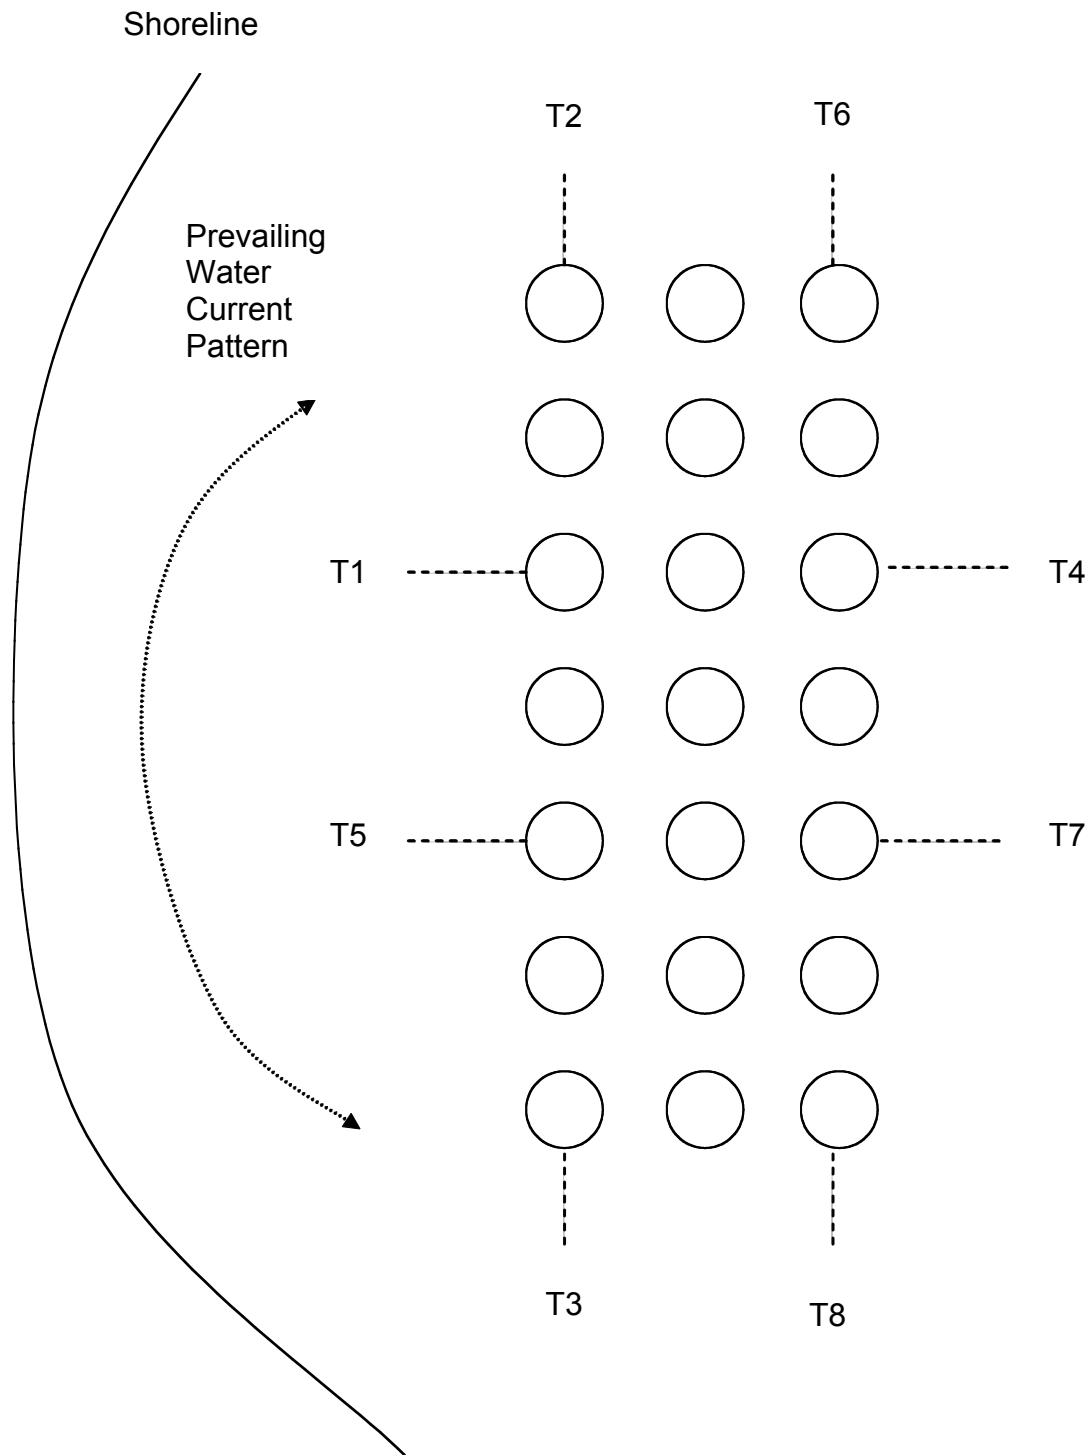 Shoreline
T2
T6
Prevailing
Water
Current
Pattern
T1
T4
T5
T7
T3
T8